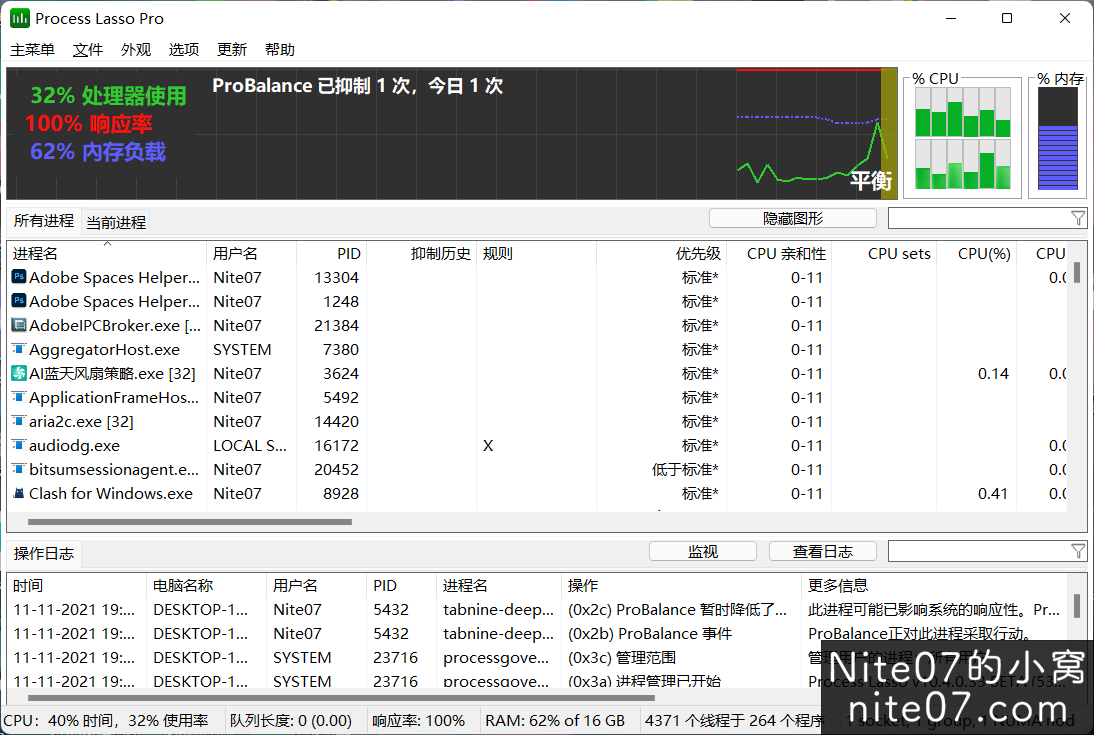 Process Lasso Pro
主菜单 文件 外观 选项 更新 帮助
32% 处理器使用
100% 响应率
62% 内存负载
ProBalance 已抑制 1 次，今日 1 次
平衡
% CPU
% 内存
所有进程 当前进程 隐藏图形
进程名 用户名 PID 抑制历史 规则 优先级 CPU 亲和性 CPU sets CPU(%) CPU
Adobe Spaces Helper... Nite07 13304 标准* 0-11 0.0
Adobe Spaces Helper... Nite07 1248 标准* 0-11
AdobeIPCBroker.exe [... Nite07 21384 标准* 0-11
AggregatorHost.exe SYSTEM 7380 标准* 0-11
AI蓝天风扇策略.exe [32] Nite07 3624 标准* 0-11 0.14 0.0
ApplicationFrameHos... Nite07 5492 标准* 0-11
aria2c.exe [32] Nite07 14420 标准* 0-11
audiodg.exe LOCAL S... 16172 X 标准* 0-11 0.0
bitsumsessionagent.e... Nite07 20452 低于标准* 0-11 0.0
Clash for Windows.exe Nite07 8928 标准* 0-11 0.41 0.0
操作日志 监视 查看日志
时间 电脑名称 用户名 PID 进程名 操作 更多信息
11-11-2021 19:... DESKTOP-1... Nite07 5432 tabnine-deep... (0x2c) ProBalance 暂时降低了... 此进程可能已影响系统的响应性。Pr...
11-11-2021 19:... DESKTOP-1... Nite07 5432 tabnine-deep... (0x2b) ProBalance 事件 ProBalance正对此进程采取行动。
11-11-2021 19:... DESKTOP-1... SYSTEM 23716 processgove... (0x3c) 管理范围
11-11-2021 19:... DESKTOP-1... SYSTEM 23716 processgove... (0x3a) 进程管理已开始
CPU：40% 时间，32% 使用率 队列长度: 0 (0.00) 响应率: 100% RAM: 62% of 16 GB 4371 个线程于 264 个程序 1 socket, 1 group, 1 NUMA nod
Nite07的小窝
nite07.com